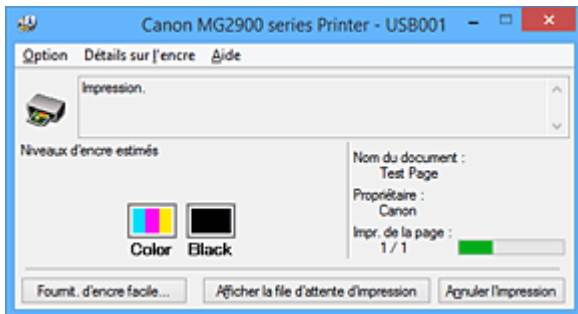 Canon MG2900 series Printer - USB001
Option Détails sur l'encre Aide
Impression.
Niveaux d'encre estimés
Color Black
Nom du document :
Test Page
Propriétaire :
Canon
Impr. de la page :
1 / 1
Fournit. d'encre facile... Afficher la file d'attente d'impression Annuler l'impression